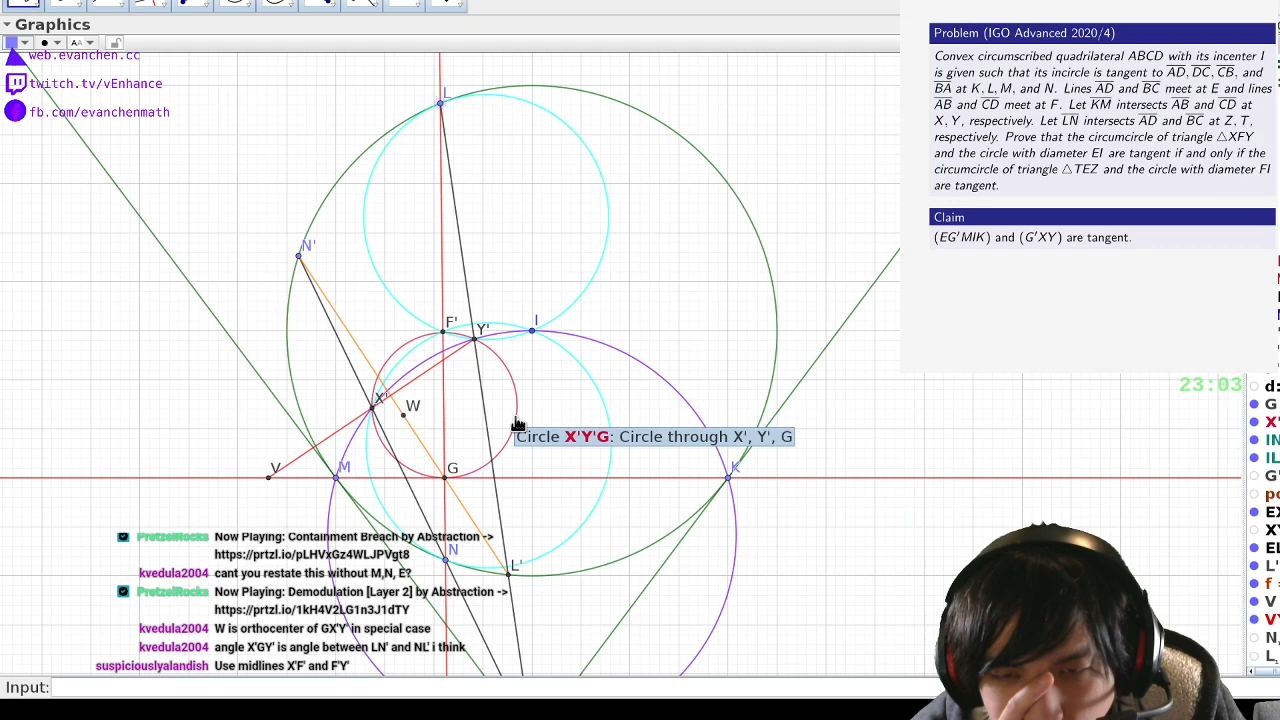 Graphics
web.evanchen.cc
twitch.tv/vEnhance
fb.com/evanchenmath
Problem (IGO Advanced 2020/4)
Convex circumscribed quadrilateral ABCD with its incenter I
is given such that its incircle is tangent to AD, DC, CB, and
BA at K, L, M, and N. Lines AD and BC meet at E and lines
AB and CD meet at F. Let KM intersects AB and CD at
X, Y, respectively. Let LN intersects AD and BC at Z, T,
respectively. Prove that the circumcircle of triangle △XFY
and the circle with diameter EI are tangent if and only if the
circumcircle of triangle △TEZ and the circle with diameter FI
are tangent.
Claim
(EG'MIK) and (G'XY) are tangent.
L
N'
F'
Y'
I
X'
W
Circle X'Y'G: Circle through X', Y', G
V
M
G
K
N
L'
23:03
PretzelRocks Now Playing: Containment Breach by Abstraction ->
https://prtzl.io/pLHVxGz4WLJPVgt8
kvedula2004 cant you restate this without M,N, E?
PretzelRocks Now Playing: Demodulation [Layer 2] by Abstraction ->
https://prtzl.io/1kH4V2LG1n3J1dTY
kvedula2004 W is orthocenter of GX'Y' in special case
kvedula2004 angle X'GY' is angle between LN' and NL' i think
suspiciouslyalandish Use midlines X'F' and F'Y'
d:
G
X'
IN
IL
G'
po
EX
XY
EL
L'
f =
V
VY
N,
Input: